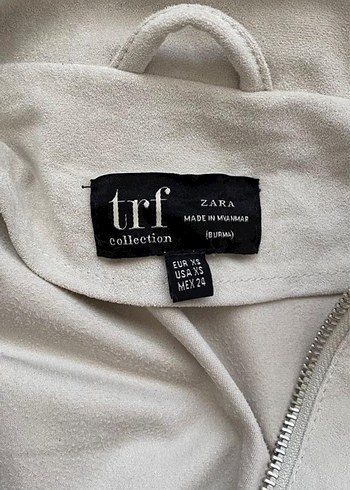 trf
collection
ZARA
MADE IN MYANMAR
(BURMA)
EUR XS
USA XS
MEX 24